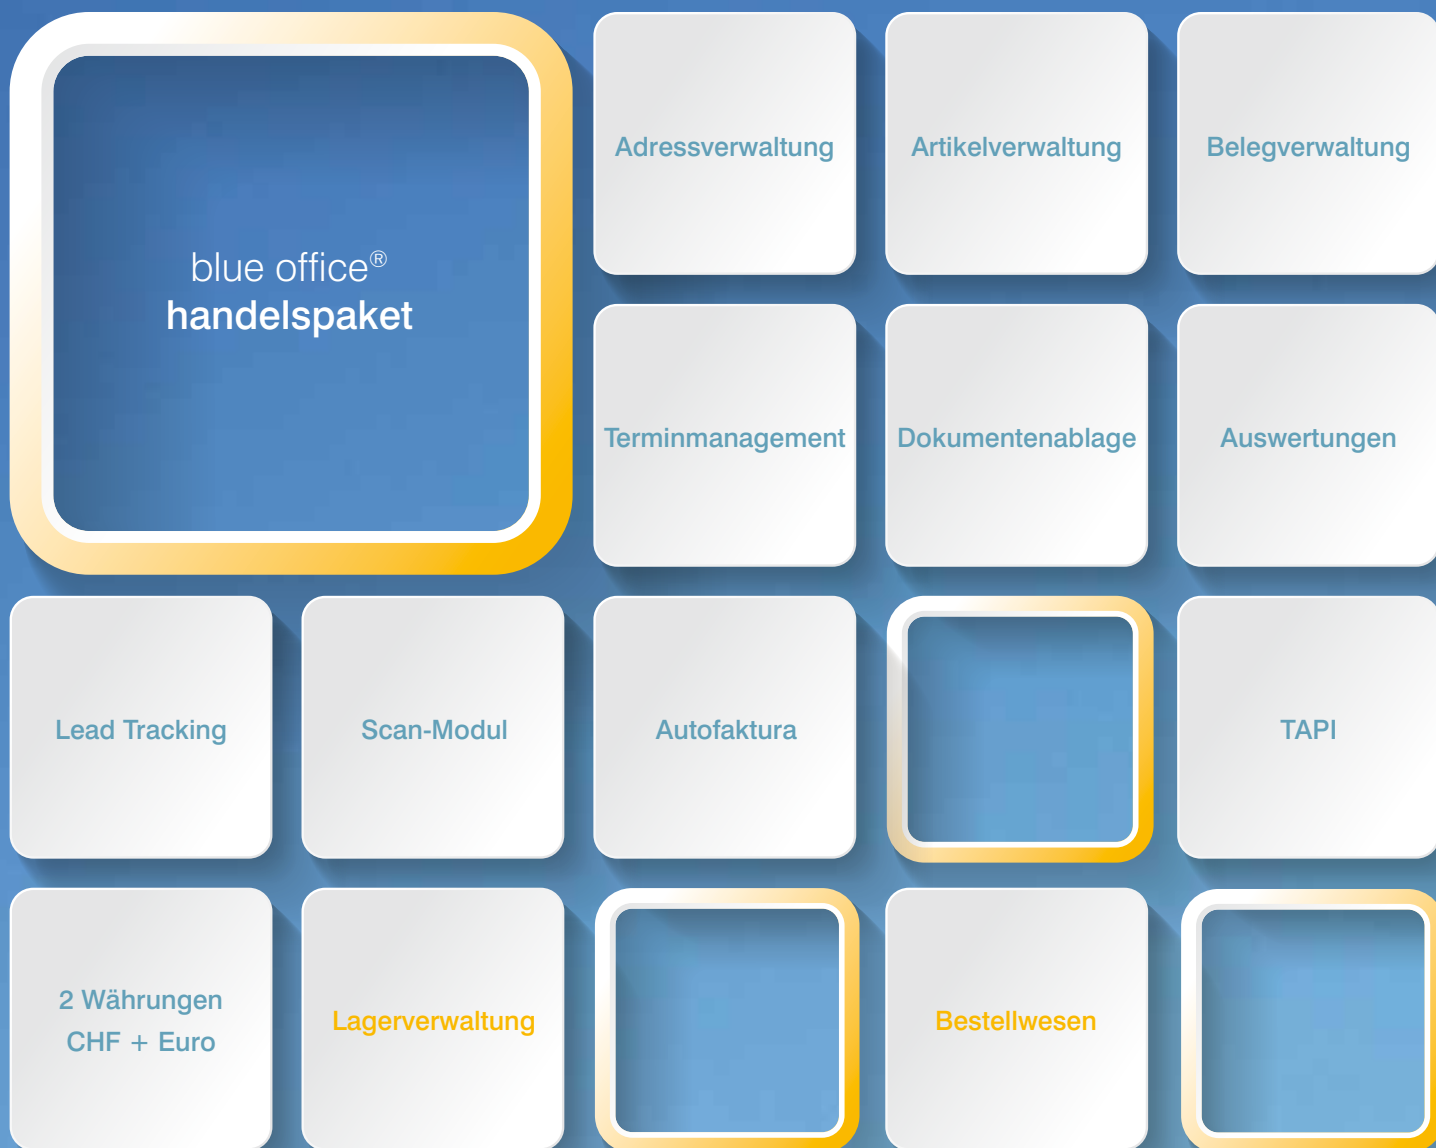 blue office®
handelspaket
Adressverwaltung
Artikelverwaltung
Belegverwaltung
Terminmanagement
Dokumentenablage
Auswertungen
Lead Tracking
Scan-Modul
Autofaktura
TAPI
2 Währungen
CHF + Euro
Lagerverwaltung
Bestellwesen